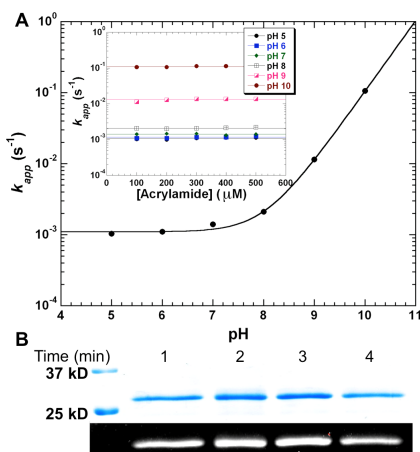 A
10⁰
10⁻¹
10⁻²
10⁻³
10⁻⁴
k_app (s⁻¹)
4 5 6 7 8 9 10 11
pH
10⁰
10⁻¹
10⁻²
10⁻³
10⁻⁴
k_app (s⁻¹)
0 100 200 300 400 500 600
[Acrylamide] (μM)
pH 5
pH 6
pH 7
pH 8
pH 9
pH 10
B
Time (min) 1 2 3 4
37 kD
25 kD